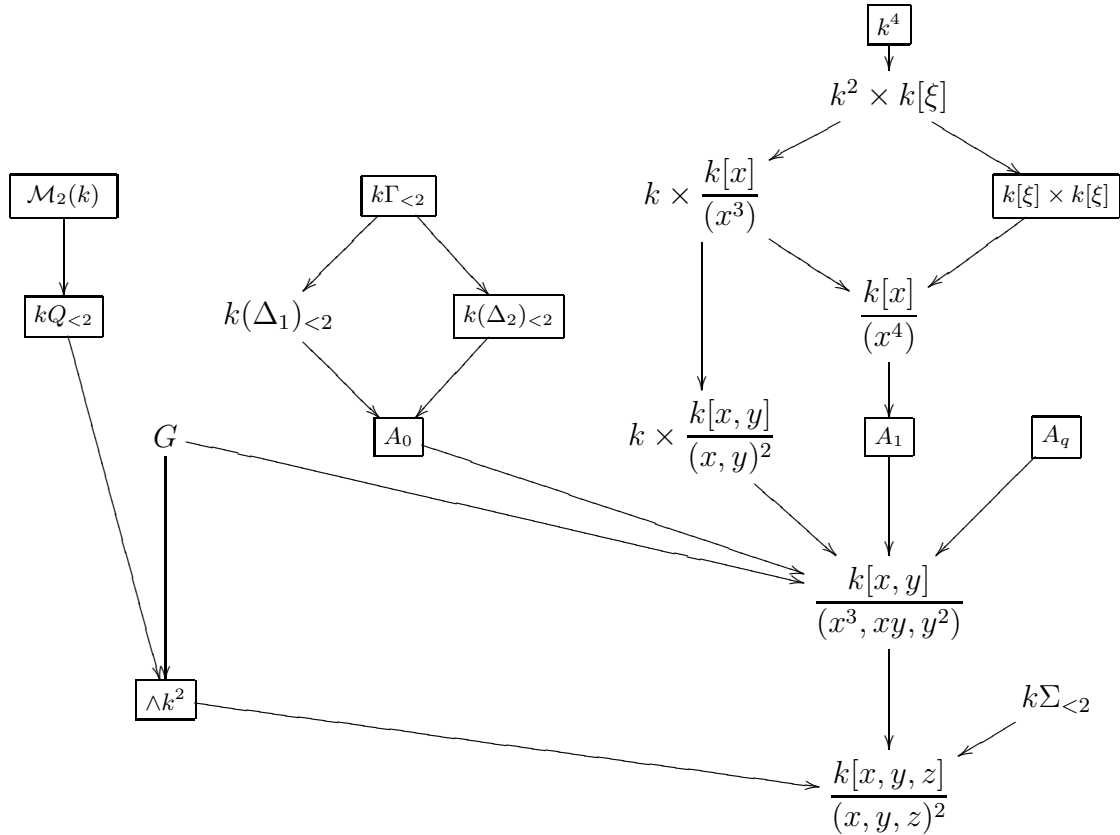 k^4
k^2 × k[ξ]
M_2(k)
kΓ_{<2}
k × k[x]/(x^3)
k[ξ] × k[ξ]
kQ_{<2}
k(Δ_1)_{<2}
k(Δ_2)_{<2}
k[x]/(x^4)
G
A_0
k × k[x, y]/(x, y)^2
A_1
A_q
k[x, y]/(x^3, xy, y^2)
∧k^2
kΣ_{<2}
k[x, y, z]/(x, y, z)^2